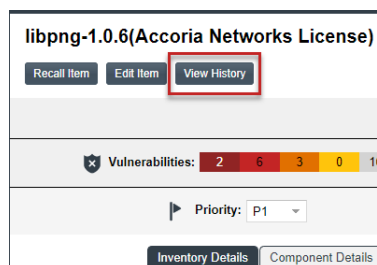 libpng-1.0.6(Accoria Networks License)
Recall Item Edit Item View History
Vulnerabilities: 2 6 3 0
Priority: P1
Inventory Details Component Details